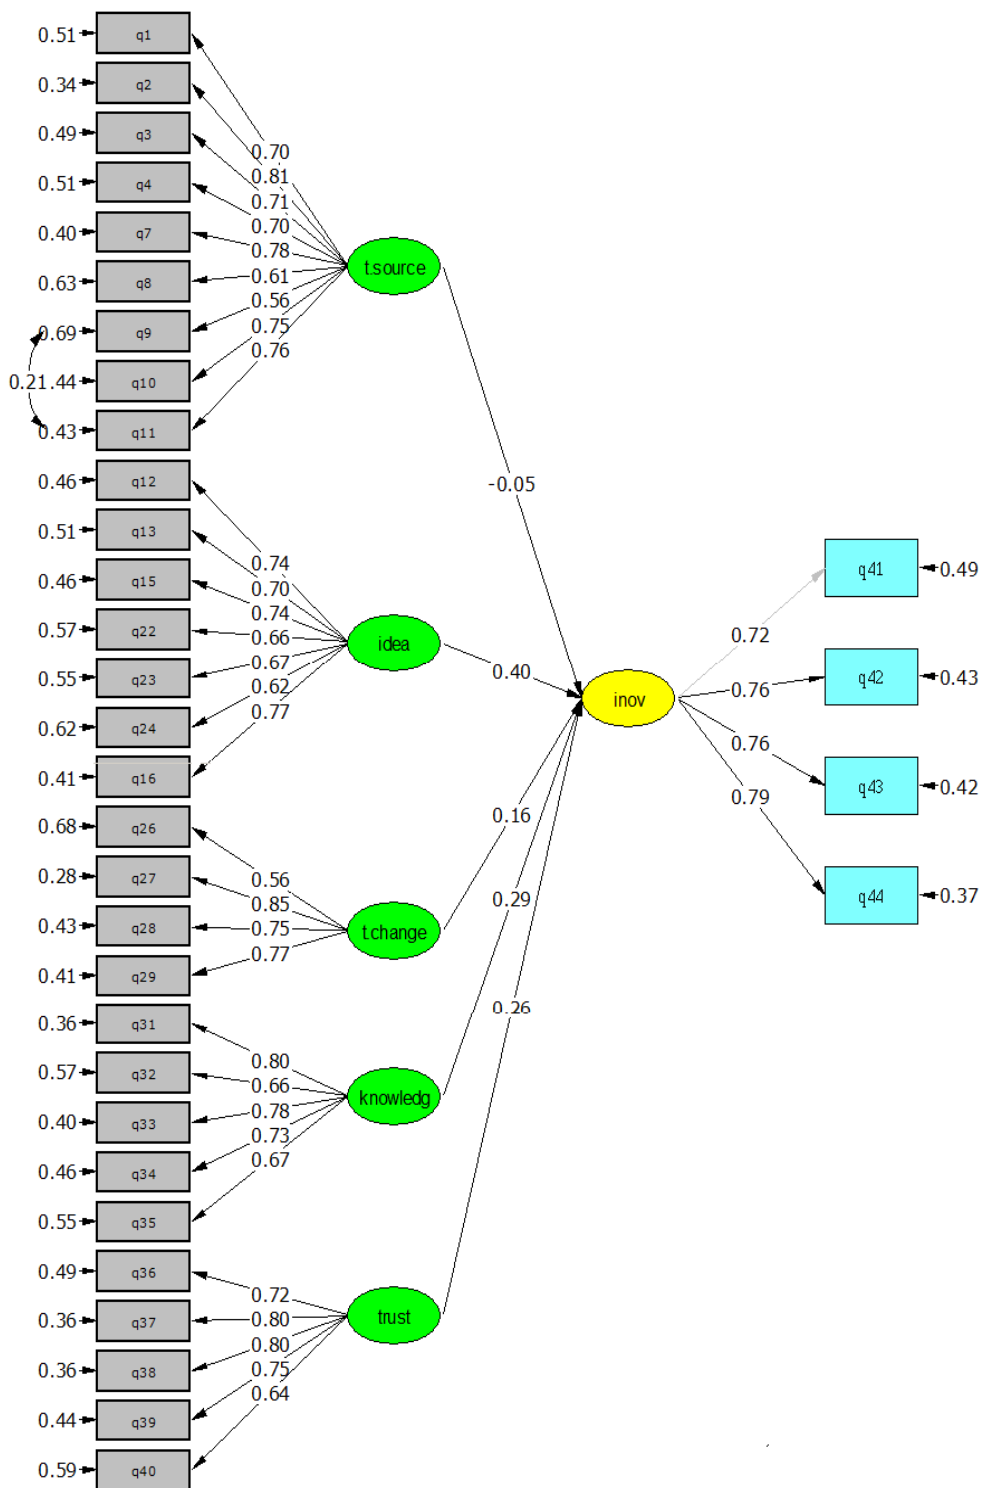 0.51 q1
0.34 q2
0.49 q3
0.51 q4
0.40 q7
0.63 q8
0.69 q9
0.21.44 q10
0.43 q11
0.46 q12
0.51 q13
0.46 q15
0.57 q22
0.55 q23
0.62 q24
0.41 q16
0.68 q26
0.28 q27
0.43 q28
0.41 q29
0.36 q31
0.57 q32
0.40 q33
0.46 q34
0.55 q35
0.49 q36
0.36 q37
0.36 q38
0.44 q39
0.59 q40
0.70
0.81
0.71
0.70
0.78
0.61
0.56
0.75
0.76
0.74
0.70
0.74
0.66
0.67
0.62
0.77
0.56
0.85
0.75
0.77
0.80
0.66
0.78
0.73
0.67
0.72
0.80
0.80
0.75
0.64
t.source
idea
t.change
knowledg
trust
-0.05
0.40
0.16
0.29
0.26
inov
0.72
0.76
0.76
0.79
q41 0.49
q42 0.43
q43 0.42
q44 0.37